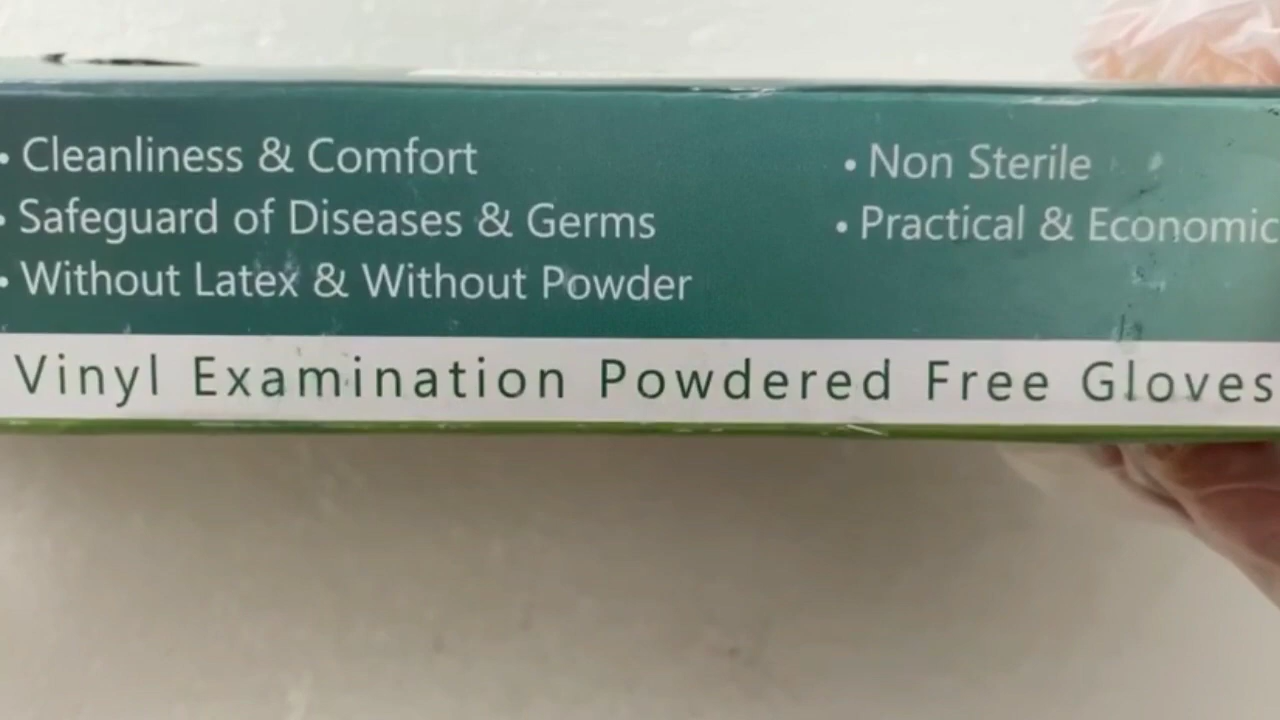 • Cleanliness & Comfort
• Safeguard of Diseases & Germs
• Without Latex & Without Powder
• Non Sterile
• Practical & Economic
Vinyl Examination Powdered Free Gloves